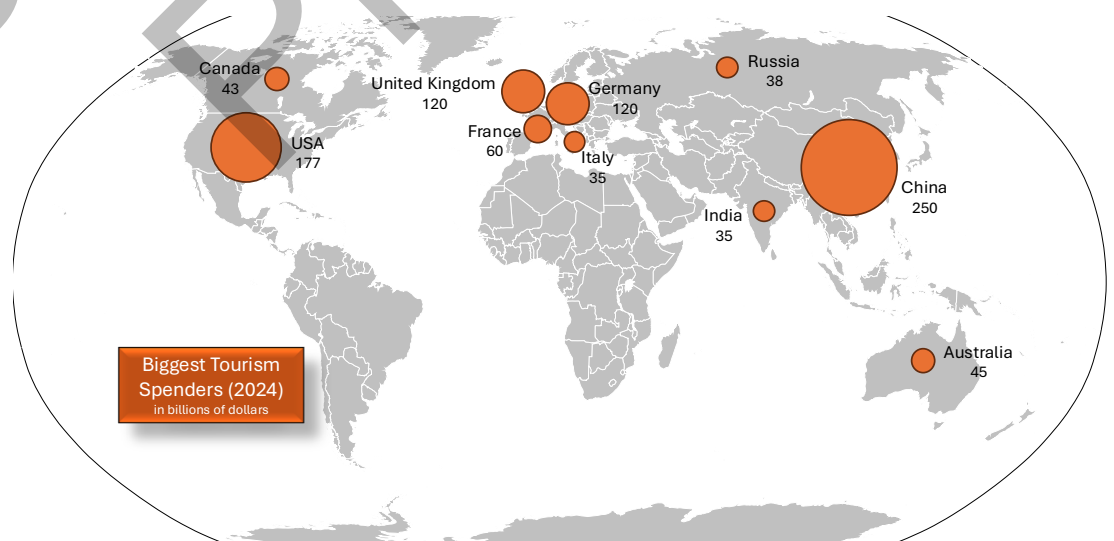 Canada
43
United Kingdom
120
Germany
120
Russia
38
USA
177
France
60
Italy
35
China
250
India
35
Australia
45
Biggest Tourism
Spenders (2024)
in billions of dollars